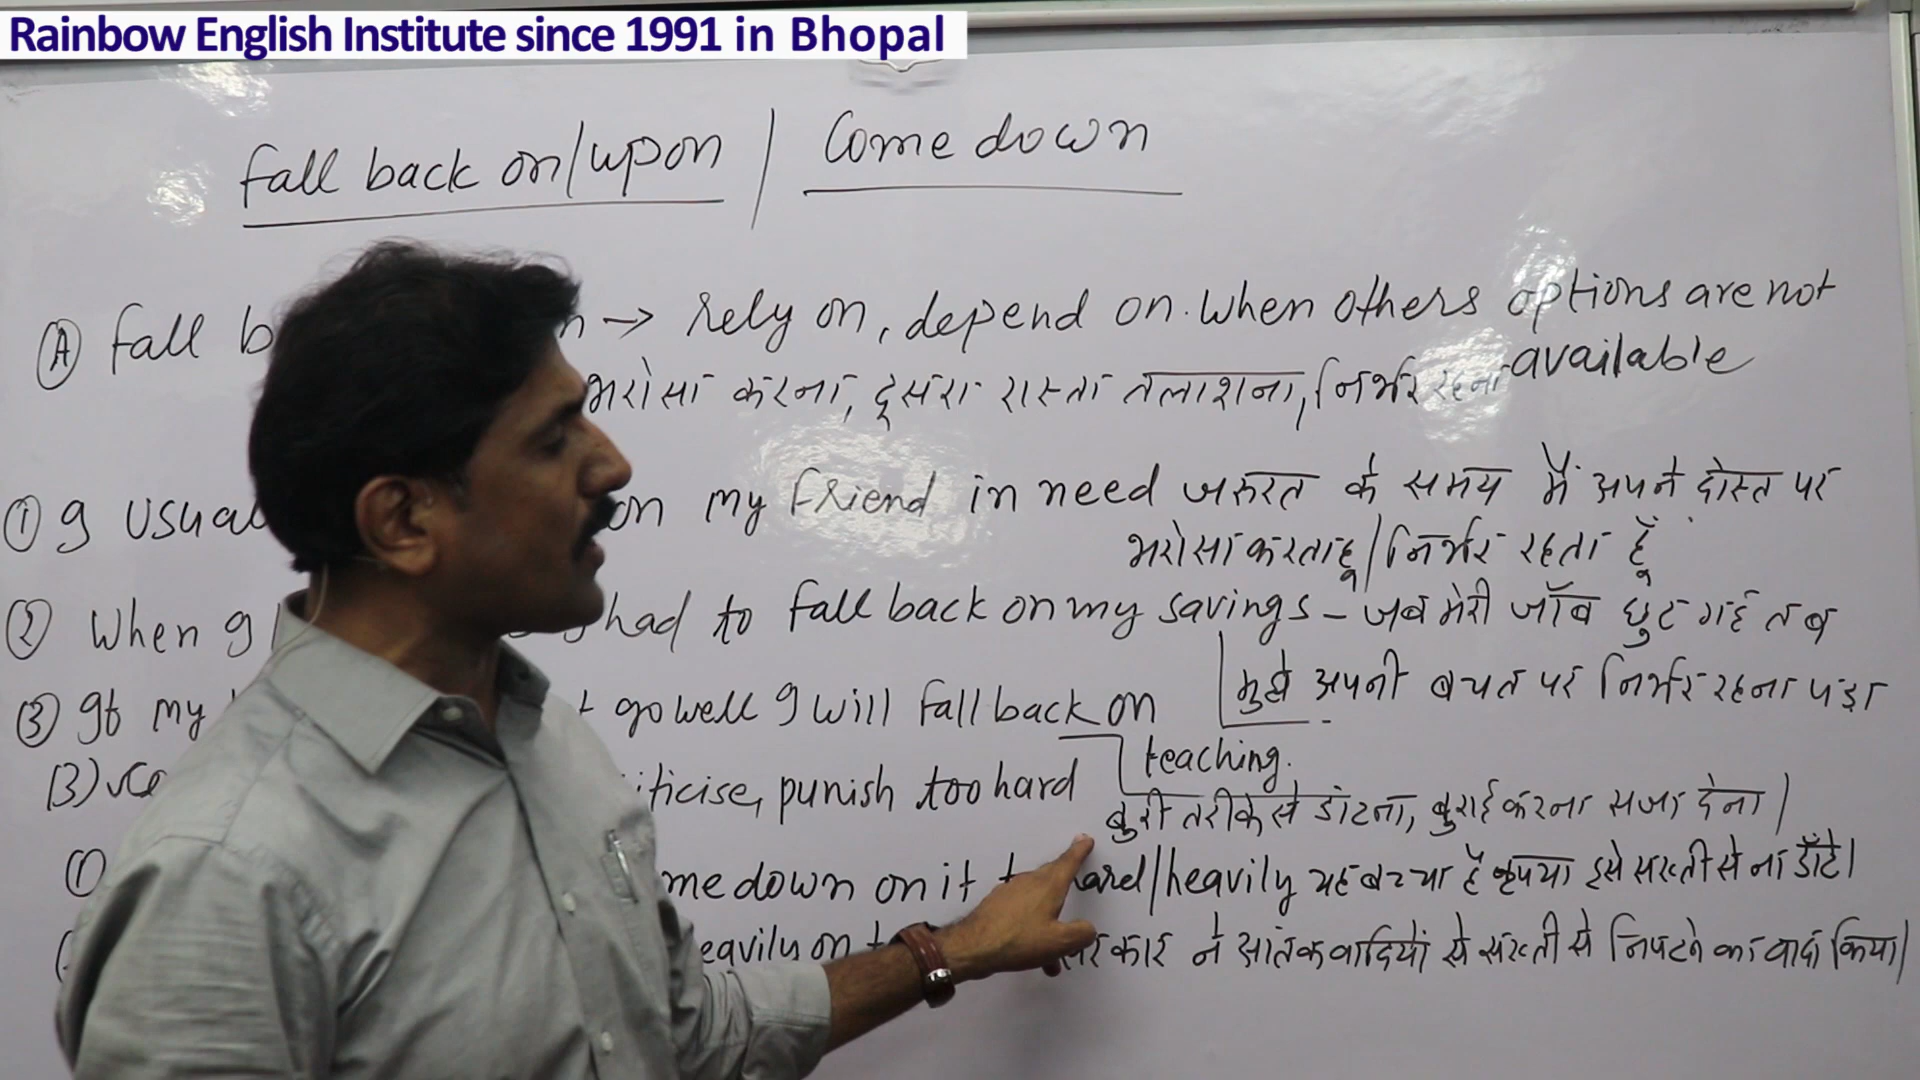 Rainbow English Institute since 1991 in Bhopal
fall back on/upon / Come down
(A) fall b n → rely on, depend on. When others options are not available
भरोसा करना, दूसरा रास्ता तलाशना, निर्भर रहना
(1) I usual on my friend in need जरुरत के समय मैं अपने दोस्त पर
भरोसा करता हू / निर्भर रहता हूँ
(2) When I had to fall back on my savings – जब मेरी जॉब छुट गई तब
मुझे अपनी बचत पर निर्भर रहना पड़ा
(3) If my t go well I will fall back on teaching.
(B) iticise, punish too hard
बुरी तरीके से डांटना, बुराई करना सजा देना |
(1) me down on it t hard/heavily यह बच्चा है कृपया इसे सख्ती से ना डाँटे।
eavily on t सरकार ने आंतकवादियों से सख्ती से निपटने का वादा किया।